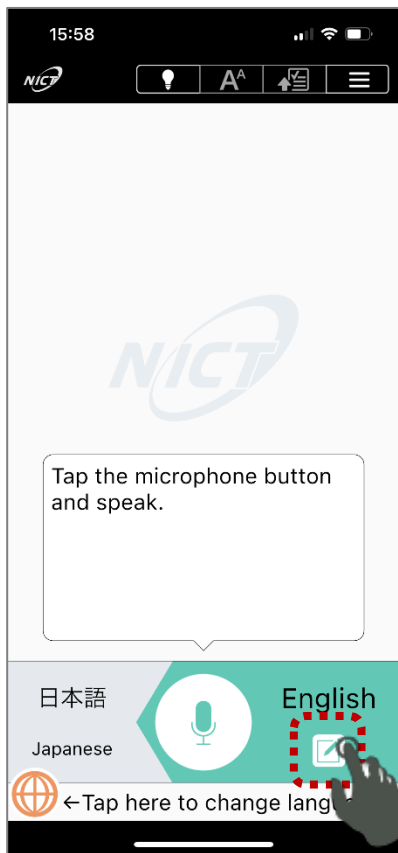 15:58
NICT
AA
NICT
Tap the microphone button
and speak.
日本語
English
Japanese
←Tap here to change lang